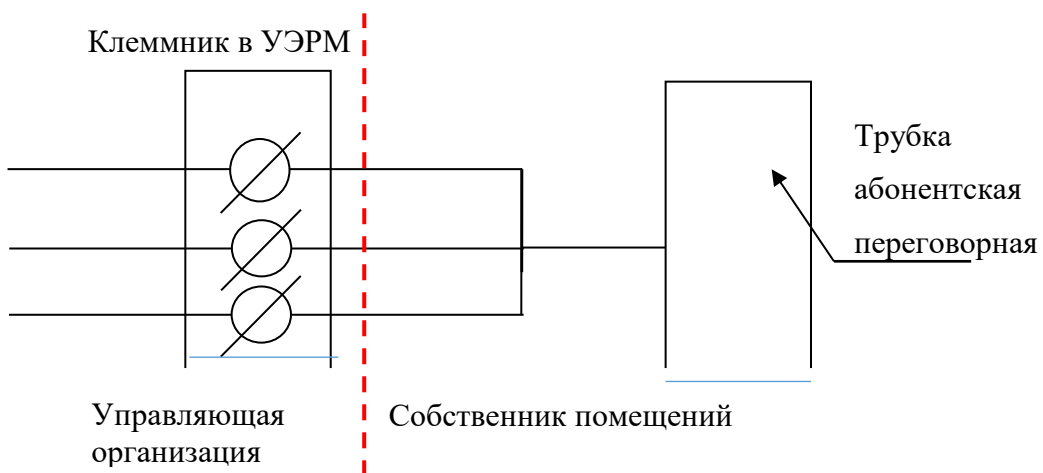 Клеммник в УЭРМ
Трубка
абонентская
переговорная
Управляющая
организация
Собственник помещений